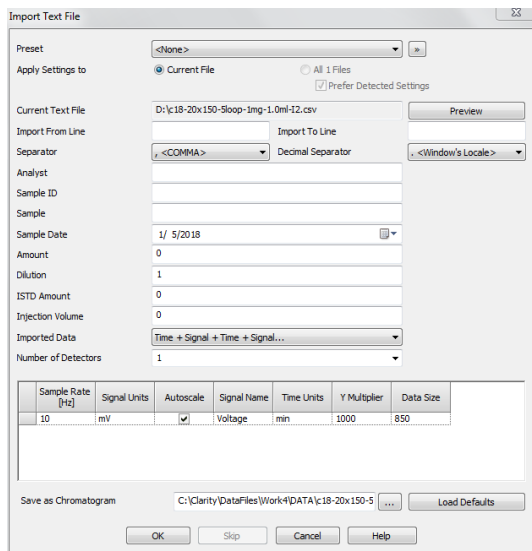 Import Text File
Preset <None> »
Apply Settings to Current File All 1 Files
Prefer Detected Settings
Current Text File D:\c18-20x150-5loop-1mg-1.0ml-I2.csv Preview
Import From Line Import To Line
Separator , <COMMA> Decimal Separator . <Window's Locale>
Analyst
Sample ID
Sample
Sample Date 1/ 5/2018
Amount 0
Dilution 1
ISTD Amount 0
Injection Volume 0
Imported Data Time + Signal + Time + Signal...
Number of Detectors 1
Sample Rate [Hz] Signal Units Autoscale Signal Name Time Units Y Multiplier Data Size
10 mV Voltage min 1000 850
Save as Chromatogram C:\Clarity\DataFiles\Work4\DATA\c18-20x150-5 ... Load Defaults
OK Skip Cancel Help